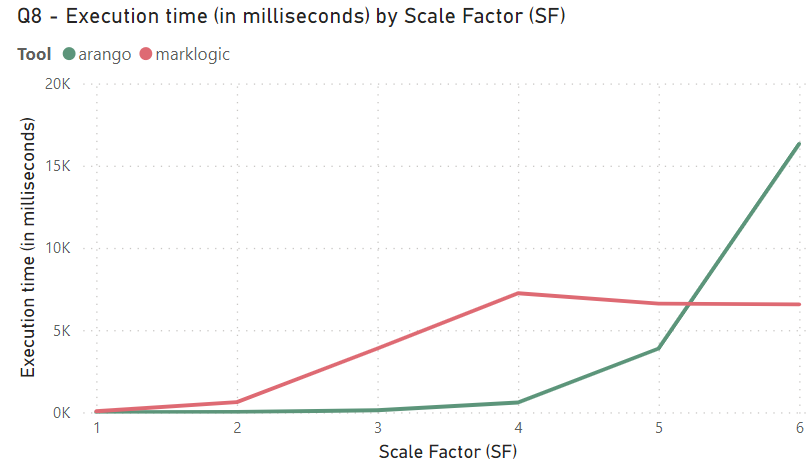 Q8 - Execution time (in milliseconds) by Scale Factor (SF)
Tool arango marklogic
20K
15K
10K
5K
0K
Execution time (in milliseconds)
1 2 3 4 5 6
Scale Factor (SF)